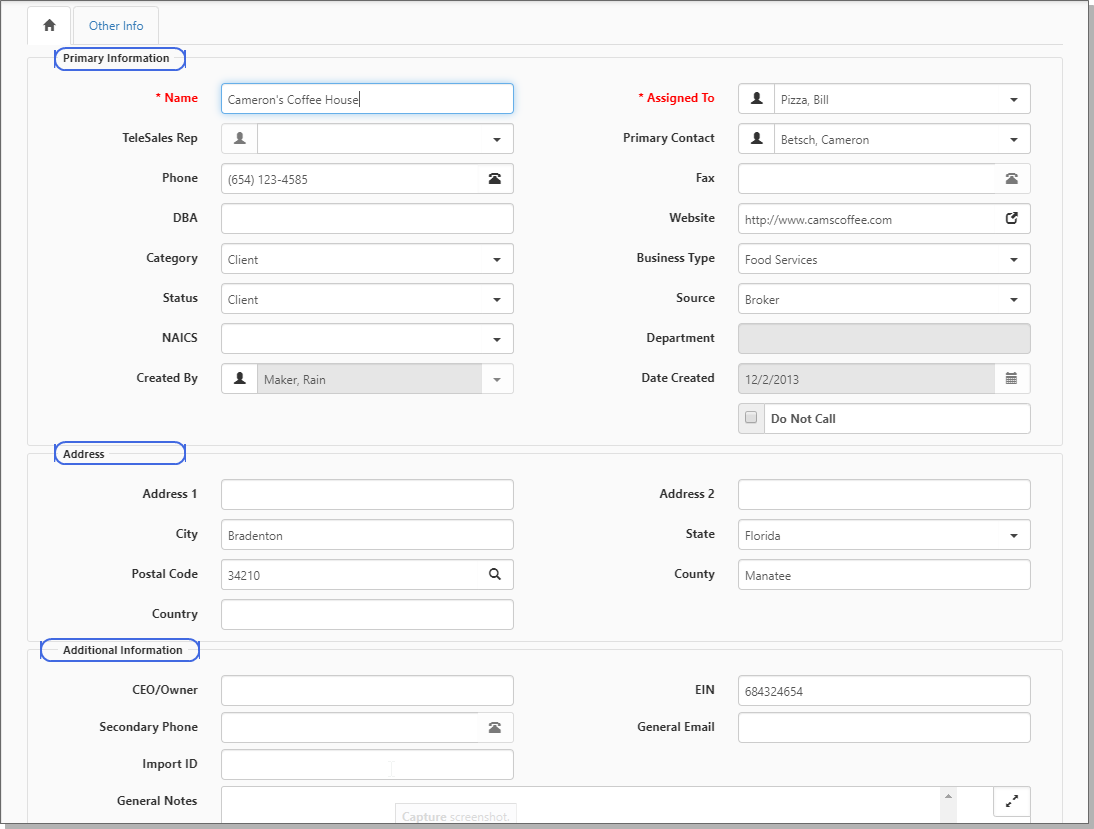 Other Info
Primary Information
* Name Cameron's Coffee House * Assigned To Pizza, Bill
TeleSales Rep Primary Contact Betsch, Cameron
Phone (654) 123-4585 Fax
DBA Website http://www.camscoffee.com
Category Client Business Type Food Services
Status Client Source Broker
NAICS Department
Created By Maker, Rain Date Created 12/2/2013
Do Not Call
Address
Address 1 Address 2
City Bradenton State Florida
Postal Code 34210 County Manatee
Country
Additional Information
CEO/Owner EIN 684324654
Secondary Phone General Email
Import ID
General Notes
Capture screenshot.